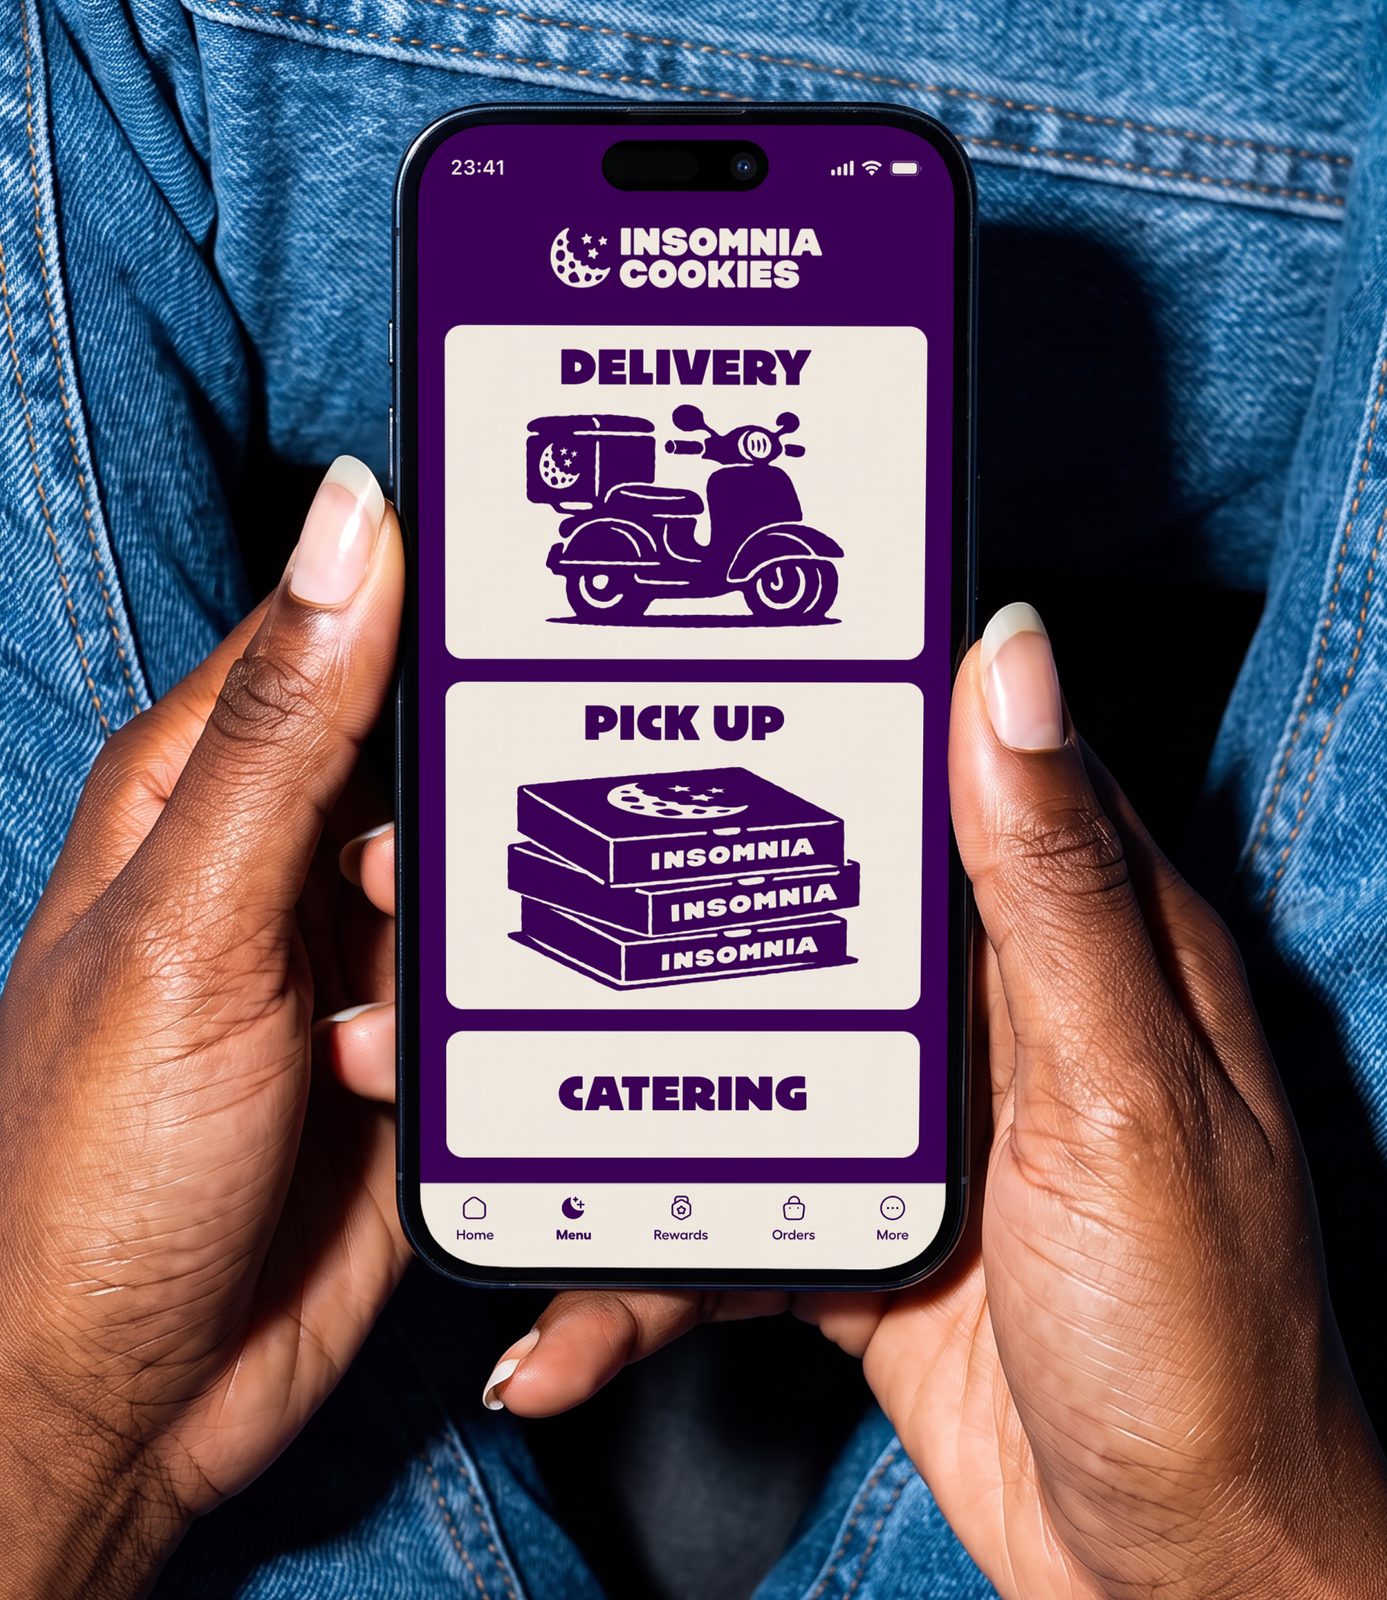 23:41
INSOMNIA
COOKIES
DELIVERY
PICK UP
INSOMNIA
INSOMNIA
INSOMNIA
CATERING
Home Menu Rewards Orders More